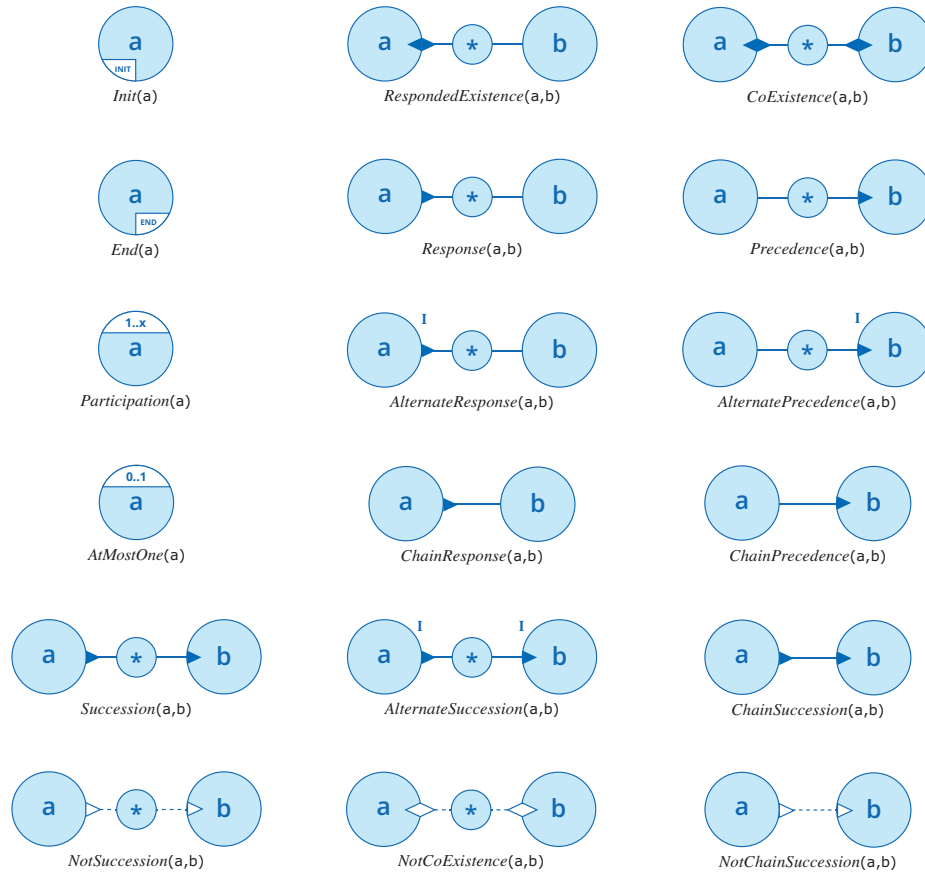 a
INIT
Init(a)
a * b
RespondedExistence(a,b)
a * b
CoExistence(a,b)
a
END
End(a)
a * b
Response(a,b)
a * b
Precedence(a,b)
1..x
a
Participation(a)
I
a * b
AlternateResponse(a,b)
I
a * b
AlternatePrecedence(a,b)
0..1
a
AtMostOne(a)
a b
ChainResponse(a,b)
a b
ChainPrecedence(a,b)
a * b
Succession(a,b)
I I
a * b
AlternateSuccession(a,b)
a b
ChainSuccession(a,b)
a * b
NotSuccession(a,b)
a * b
NotCoExistence(a,b)
a b
NotChainSuccession(a,b)